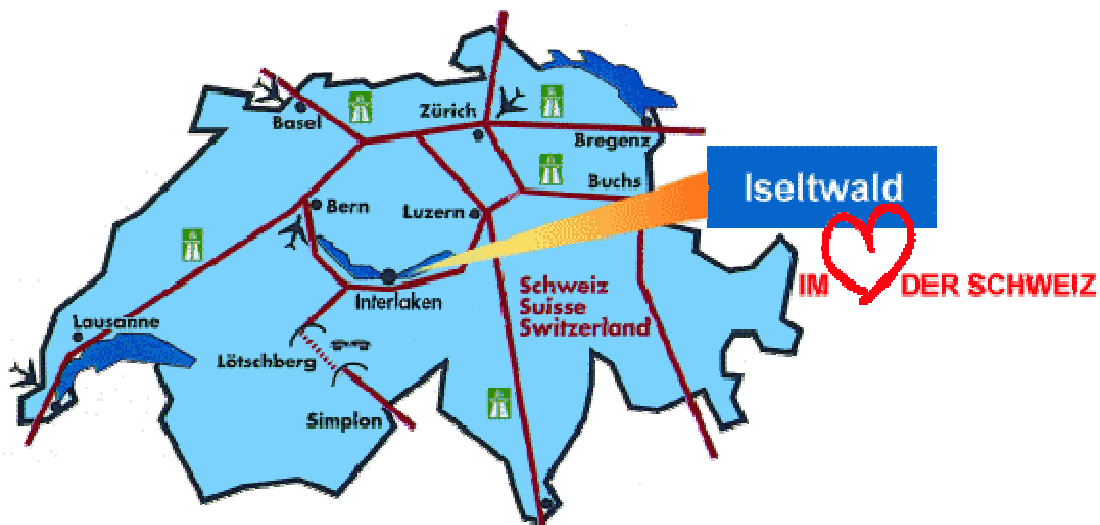 Zürich
Basel
Bregenz
Buchs
Iseltwald
Bern
Luzern
IM DER SCHWEIZ
Schweiz
Suisse
Switzerland
Interlaken
Lausanne
Lötschberg
Simplon